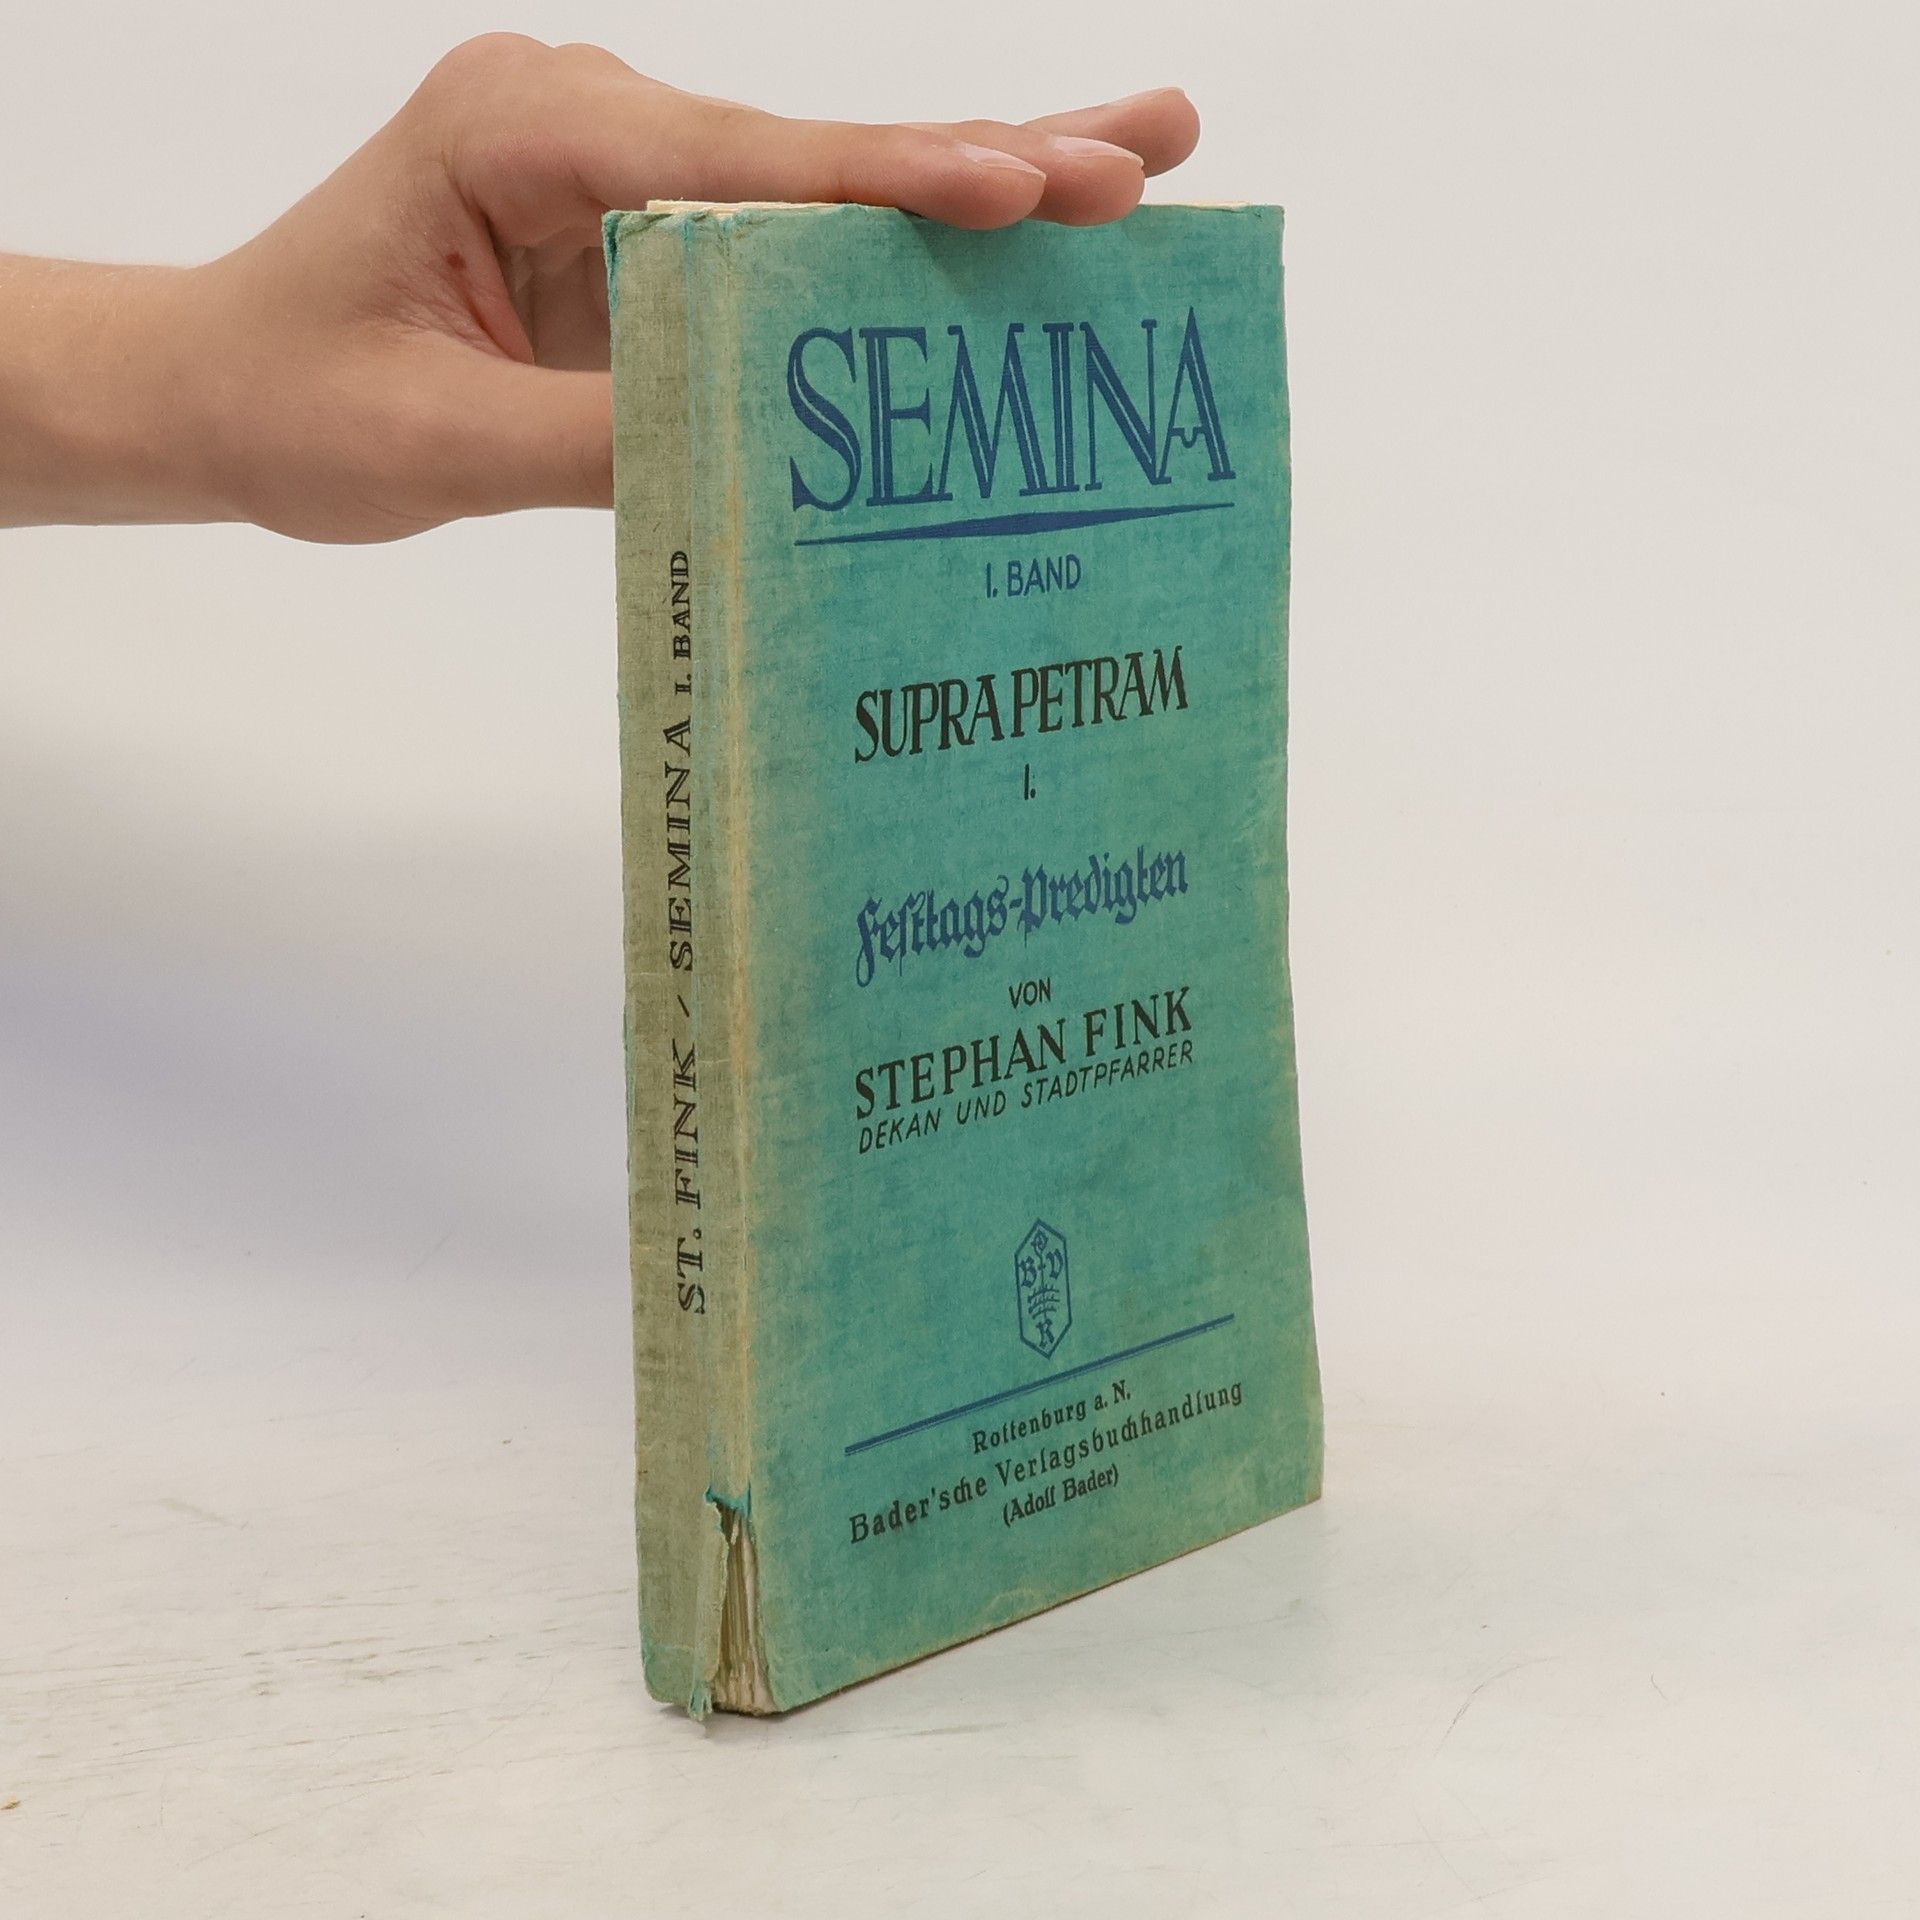 SEMINA
I. BAND
SUPRA PETRAM
I.
Festtags-Predigten
VON
STEPHAN FINK
DEKAN UND STADTPFARRER
B V
R
Rottenburg a. N.
Bader'sche Verlagsbuchhandlung
(Adolf Bader)
ST. FINK / SEMINA I. BAND